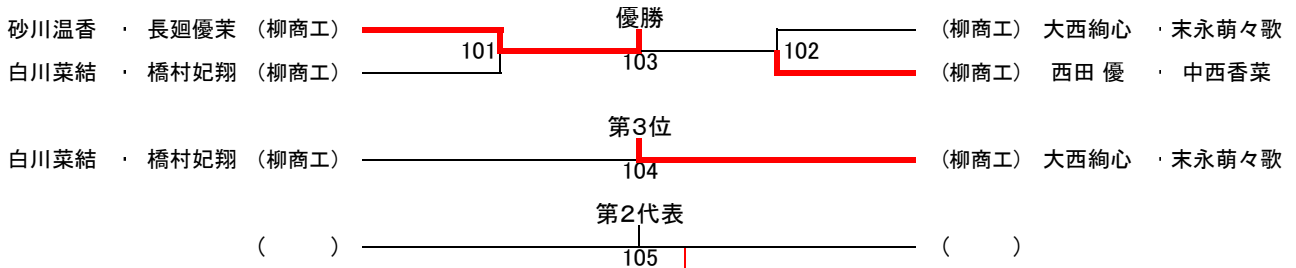 優勝
砂川温香 ・ 長廻優茉 （柳商工） （柳商工） 大西絢心 ・末永萌々歌
101 102
103
白川菜結 ・ 橋村妃翔 （柳商工） （柳商工） 西田 優 ・ 中西香菜
第3位
白川菜結 ・ 橋村妃翔 （柳商工） （柳商工） 大西絢心 ・末永萌々歌
104
第2代表
（　　） （　　）
105